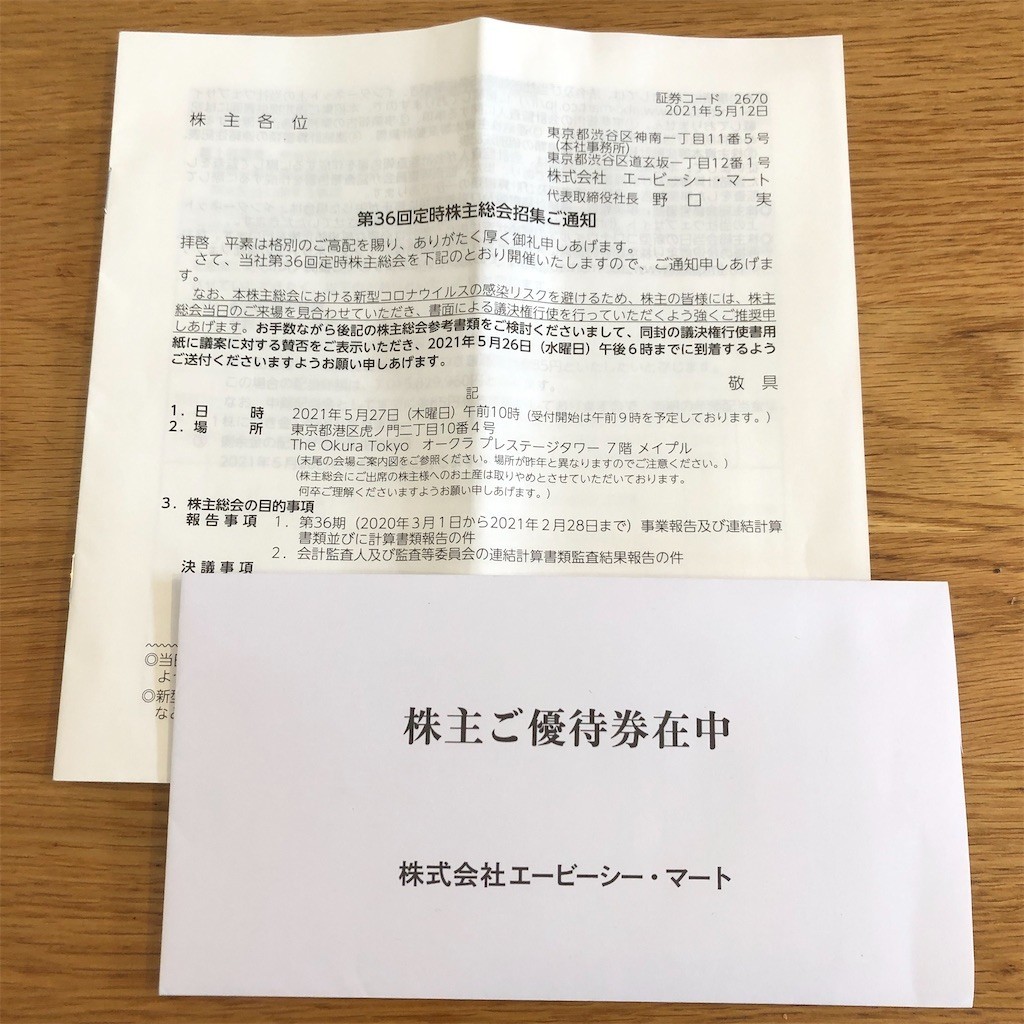 証券コード 2670
2021年5月12日
株主各位
東京都渋谷区神南一丁目11番5号
(本社事務所)
東京都渋谷区道玄坂一丁目12番1号
株式会社 エービーシー・マート
代表取締役社長 野口 実
第36回定時株主総会招集ご通知
拝啓、平素は格別のご高配を賜り、ありがたく厚く御礼申しあげます。
さて、当社第36回定時株主総会を下記のとおり開催いたしますので、ご通知申しあげま
す。
なお、本株主総会における新型コロナウイルスの感染リスクを避けるため、株主の皆様には、株主
総会当日のご来場を見合わせていただき、書面による議決権行使を行っていただくよう強くご推奨申
しあげます。お手数ながら後記の株主総会参考書類をご検討くださいまして、同封の議決権行使書用
紙に議案に対する賛否をご表示いただき、2021年5月26日(水曜日)午後6時までに到着するよう
ご送付くださいますようお願い申しあげます。
敬具
記
1.日時 2021年5月27日(木曜日)午前10時(受付開始は午前9時を予定しております。)
2.場所 東京都港区虎ノ門二丁目10番4号
The Okura Tokyo オークラ プレステージタワー 7階 メイプル
(末尾の会場ご案内図をご参照ください。場所が昨年と異なりますのでご注意ください。)
(株主総会にご出席の株主様へのお土産は取りやめとさせていただいております。
何卒ご理解くださいますようお願い申しあげます。)
3.株主総会の目的事項
報告事項 1.第36期(2020年3月1日から2021年2月28日まで)事業報告及び連結計算
書類並びに計算書類報告の件
2.会計監査人及び監査等委員会の連結計算書類監査結果報告の件
決議事項
◎当日
よ
◎新型
など
株主ご優待券在中
株式会社エービーシー・マート